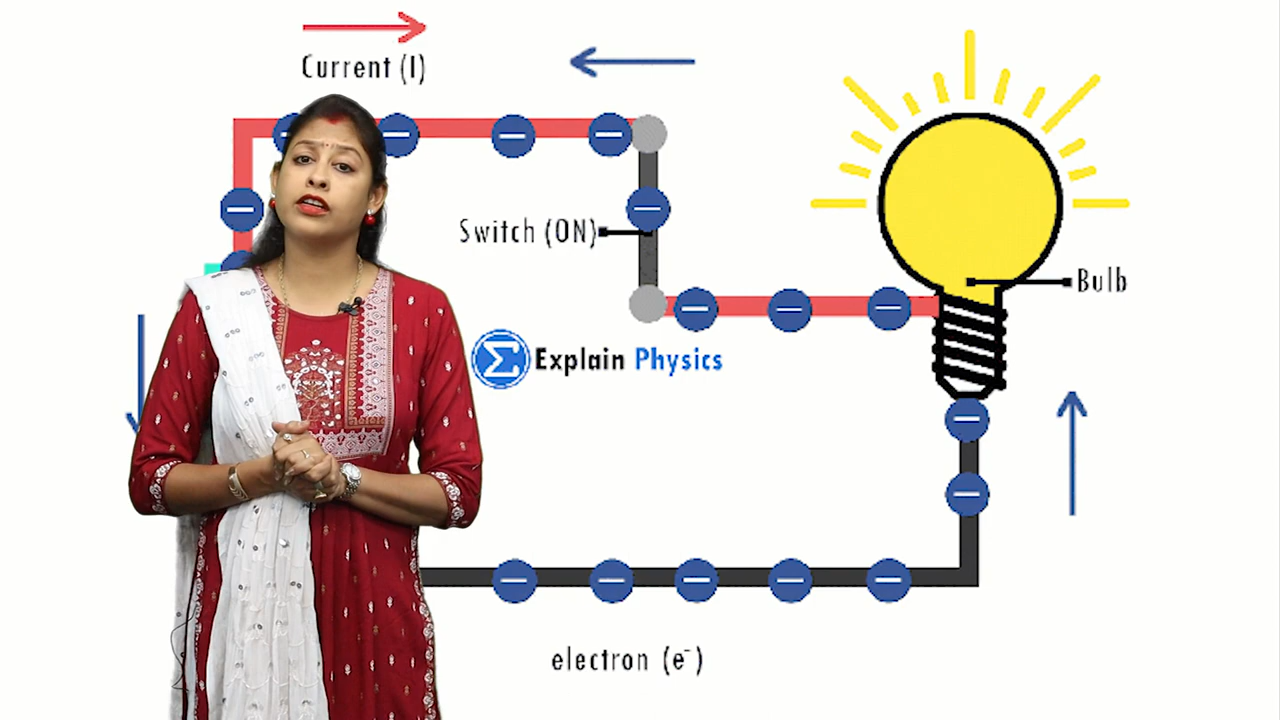 Current (I)
Switch (ON)
Bulb
Explain Physics
electron (e⁻)